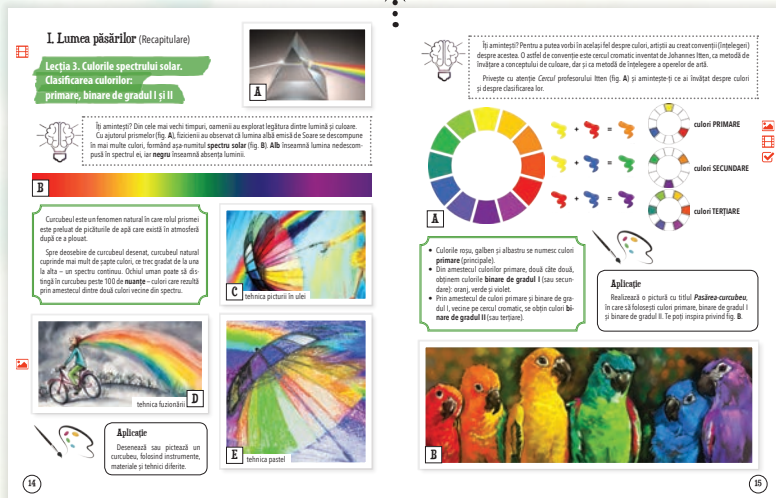 I. Lumea păsărilor (Recapitulare)
Lecția 3. Culorile spectrului solar.
Clasificarea culorilor:
primare, binare de gradul I și II
A
Îți amintești? Din cele mai vechi timpuri, oamenii au explorat legătura dintre lumină și culoare.
Cu ajutorul prismelor (fig. A), fizicienii au observat că lumina albă emisă de Soare se descompune
în mai multe culori, formând așa-numitul spectru solar (fig. B). Alb înseamnă lumina nedescom-
pusă în spectrul ei, iar negru înseamnă absența luminii.
B
Curcubeul este un fenomen natural în care rolul prismei
este preluat de picăturile de apă care există în atmosferă
după ce a plouat.
Spre deosebire de curcubeul desenat, curcubeul natural
cuprinde mai mult de șapte culori, ce trec gradat de la una
la alta – un spectru continuu. Ochiul uman poate să dis-
tingă în curcubeu peste 100 de nuanțe – culori care rezultă
prin amestecul dintre două culori vecine din spectru.
C
tehnica picturii în ulei
D
tehnica fuzionării
E
tehnica pastel
Aplicație
Desenează sau pictează un
curcubeu, folosind instrumente,
materiale și tehnici diferite.
14
Îți amintești? Pentru a putea vorbi în același fel despre culori, artiștii au creat convenții (înțelegeri)
despre acestea. O astfel de convenție este cercul cromatic inventat de Johannes Itten, ca metodă de
învățare a conceptului de culoare, dar și ca metodă de înțelegere a operelor de artă.
Privește cu atenție Cercul profesorului Itten (fig. A) și amintește-ți ce ai învățat despre culori
și despre clasificarea lor.
A
+ =
culori PRIMARE
+ =
culori SECUNDARE
+ =
culori TERȚIARE
• Culorile roșu, galben și albastru se numesc culori
primare (principale).
• Din amestecul culorilor primare, două câte două,
obținem culorile binare de gradul I (sau secun-
dare): oranj, verde și violet.
• Prin amestecul de culori primare și binare de gra-
dul I, vecine pe cercul cromatic, se obțin culori bi-
nare de gradul II (sau terțiare).
Aplicație
Realizează o pictură cu titlul Pasărea-curcubeu,
în care să folosești culori primare, binare de gradul I
și binare de gradul II. Te poți inspira privind fig. B.
B
15